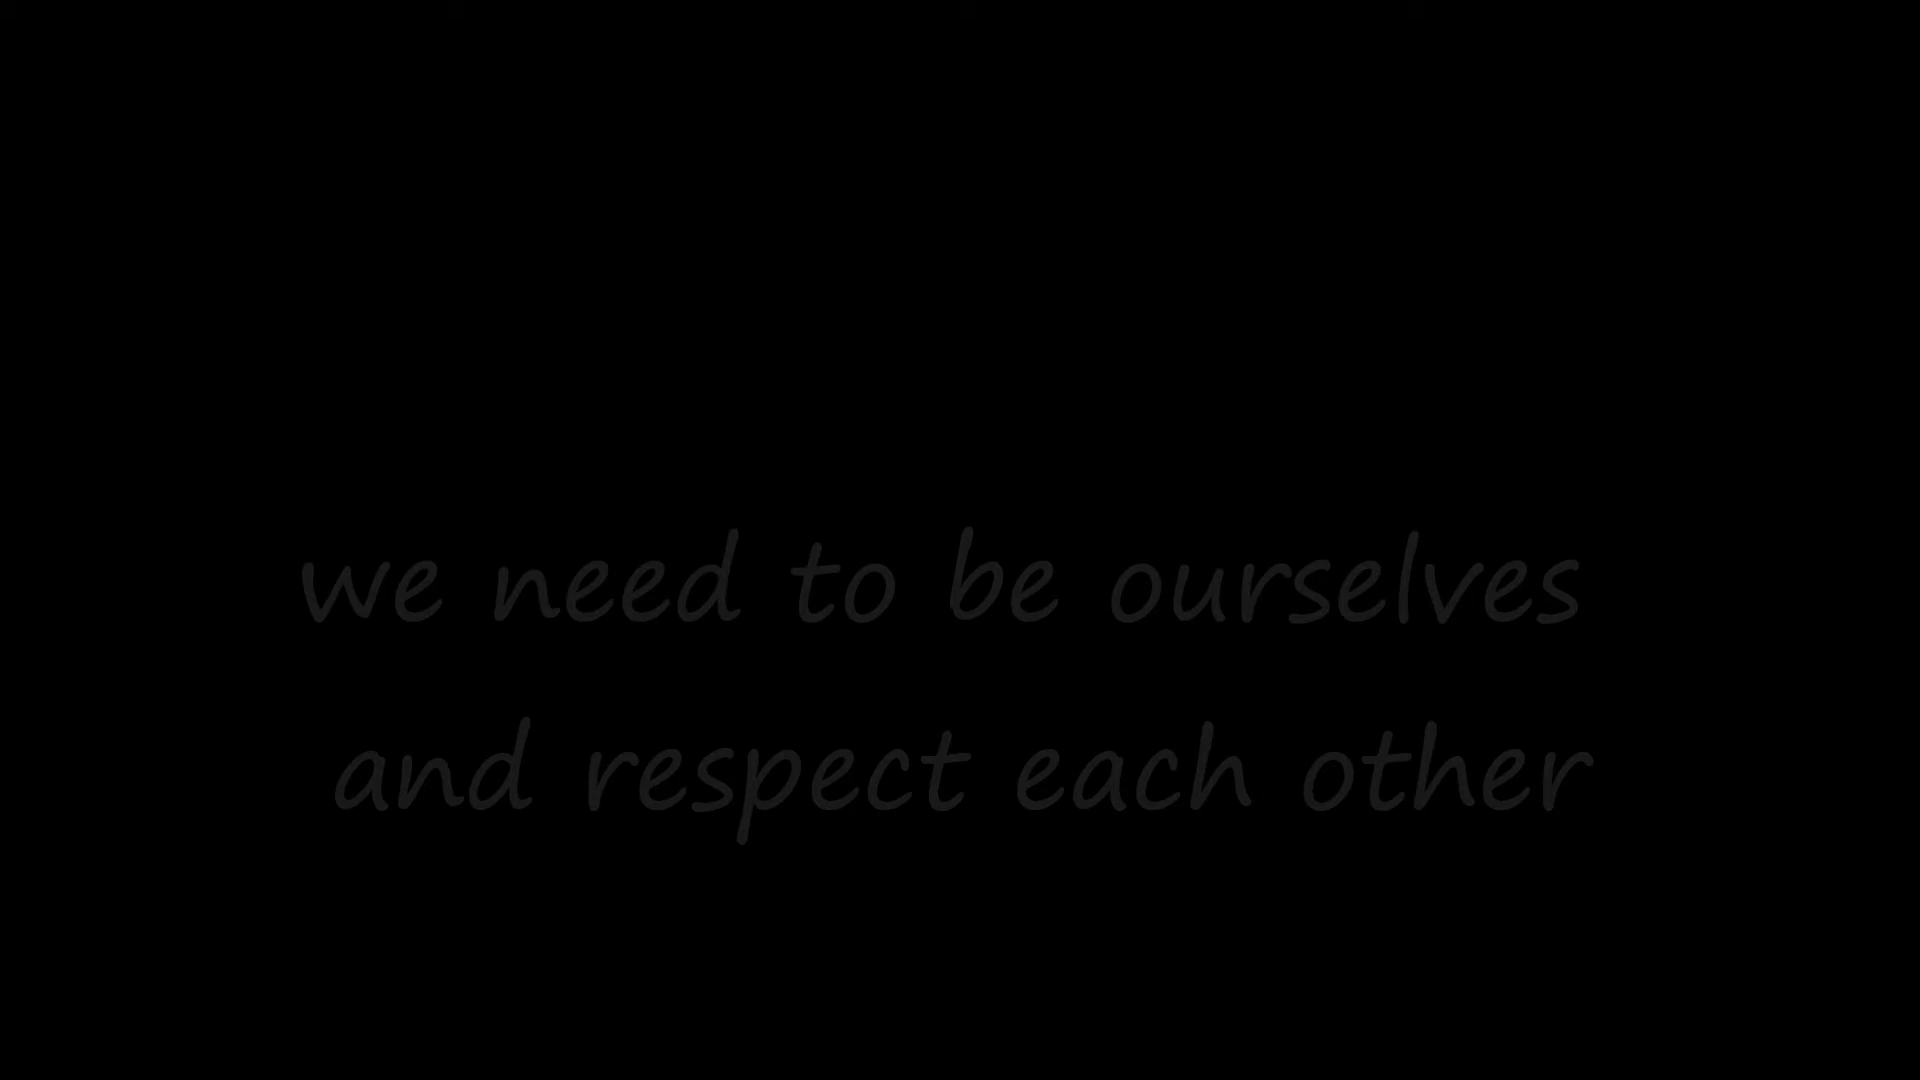 we need to be ourselves
and respect each other